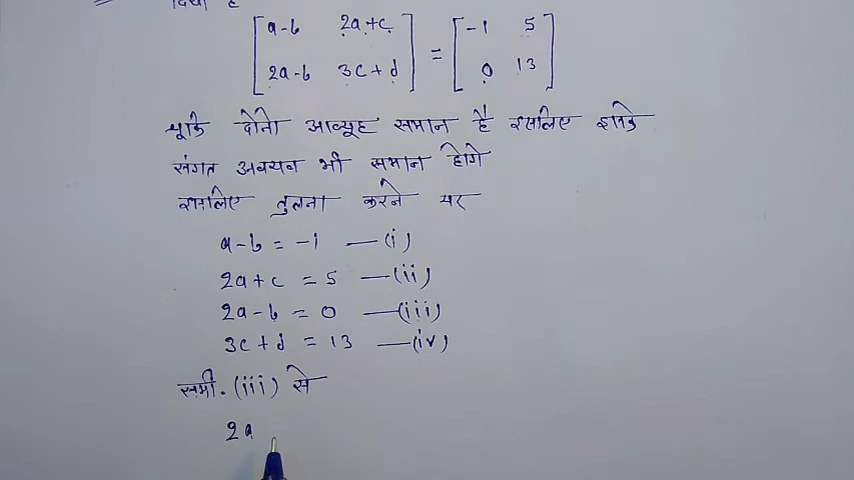 दिया है
[a-b 2a+c
2a-b 3c+d] = [-1 5
0 13]
चूंकि दोनों आव्यूह समान है इसलिए इनके
संगत अवयव भी समान होंगे
इसलिए तुलना करने पर
a-b = -1 —(i)
2a+c = 5 —(ii)
2a-b = 0 —(iii)
3c+d = 13 —(iv)
समी. (iii) से
2a